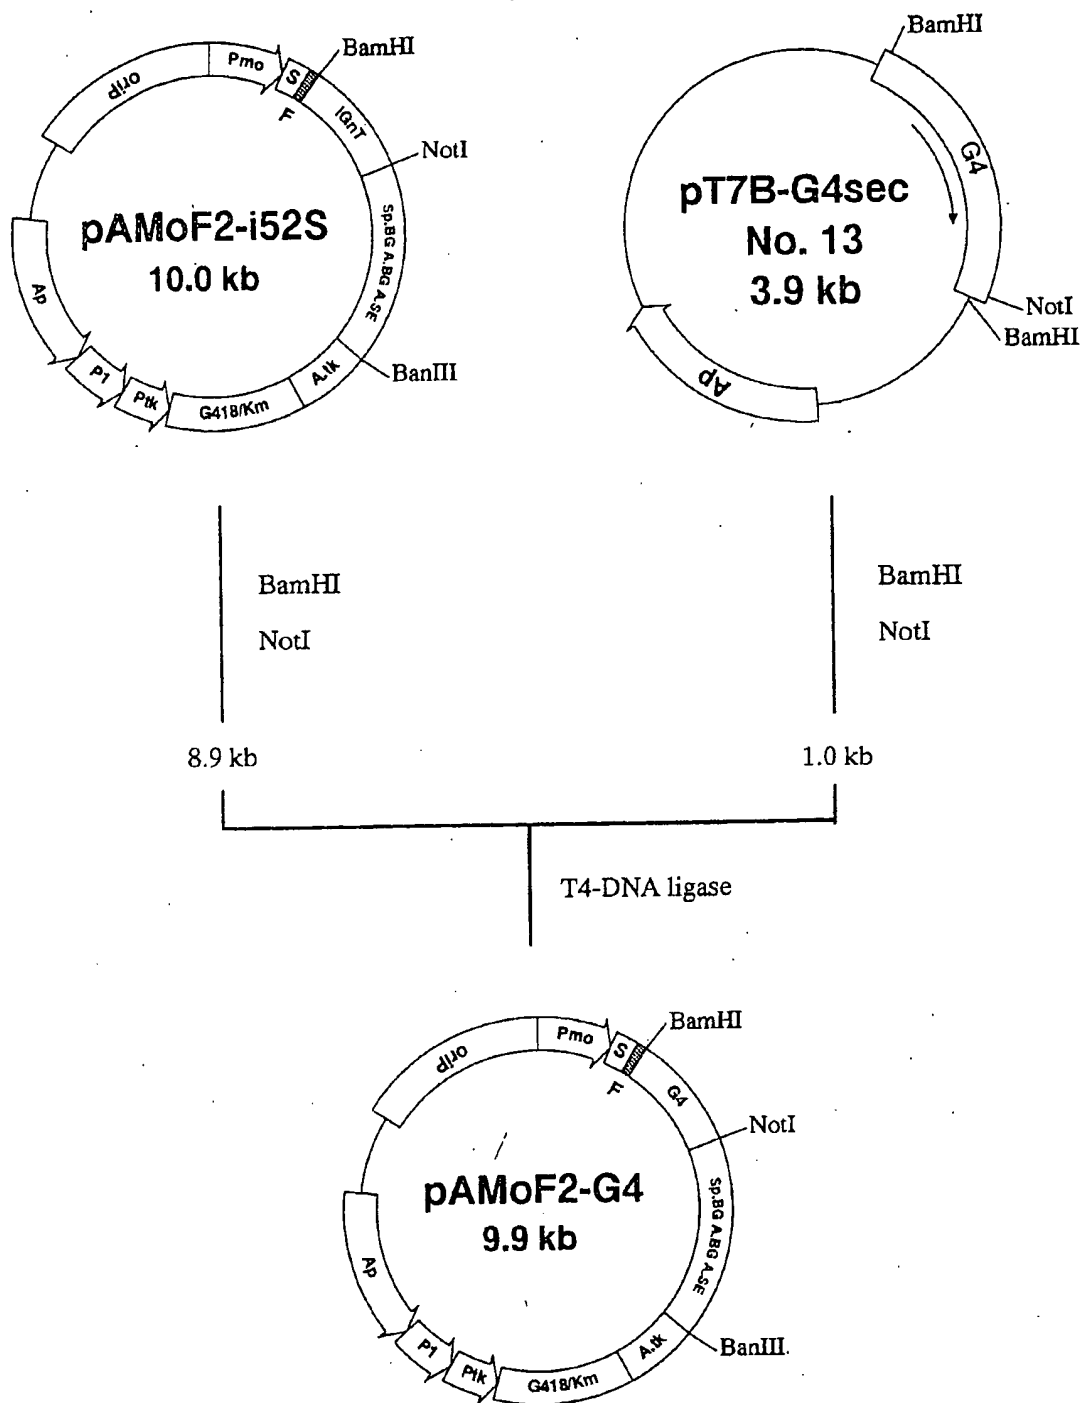 BamHI
Pmo
S
F
IGnT
NotI
Sp.BG A.BG A.SE
BanIII
A.tk
G418/Km
Ptk
P1
Ap
oriP
pAMoF2-i52S
10.0 kb
BamHI
G4
NotI
BamHI
Ap
pT7B-G4sec
No. 13
3.9 kb
BamHI
NotI
BamHI
NotI
8.9 kb
1.0 kb
T4-DNA ligase
BamHI
Pmo
S
F
G4
NotI
Sp.BG A.BG A.SE
BanIII
A.tk
G418/Km
Ptk
P1
Ap
oriP
pAMoF2-G4
9.9 kb